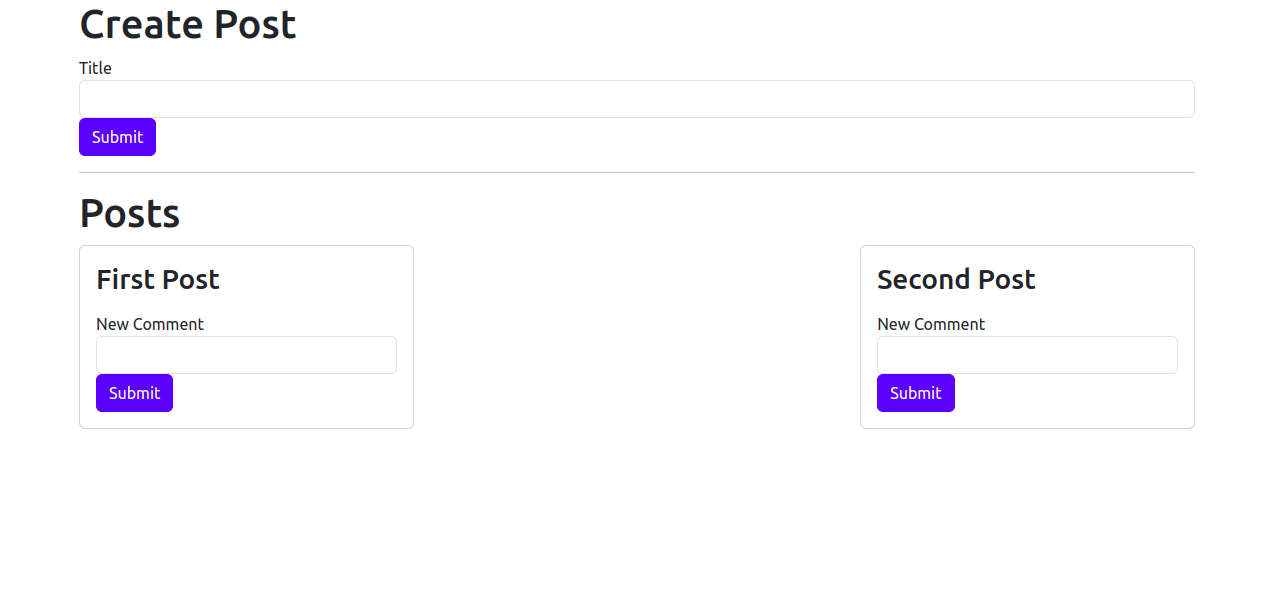 Create Post
Title
Submit
Posts
First Post
New Comment
Submit
Second Post
New Comment
Submit